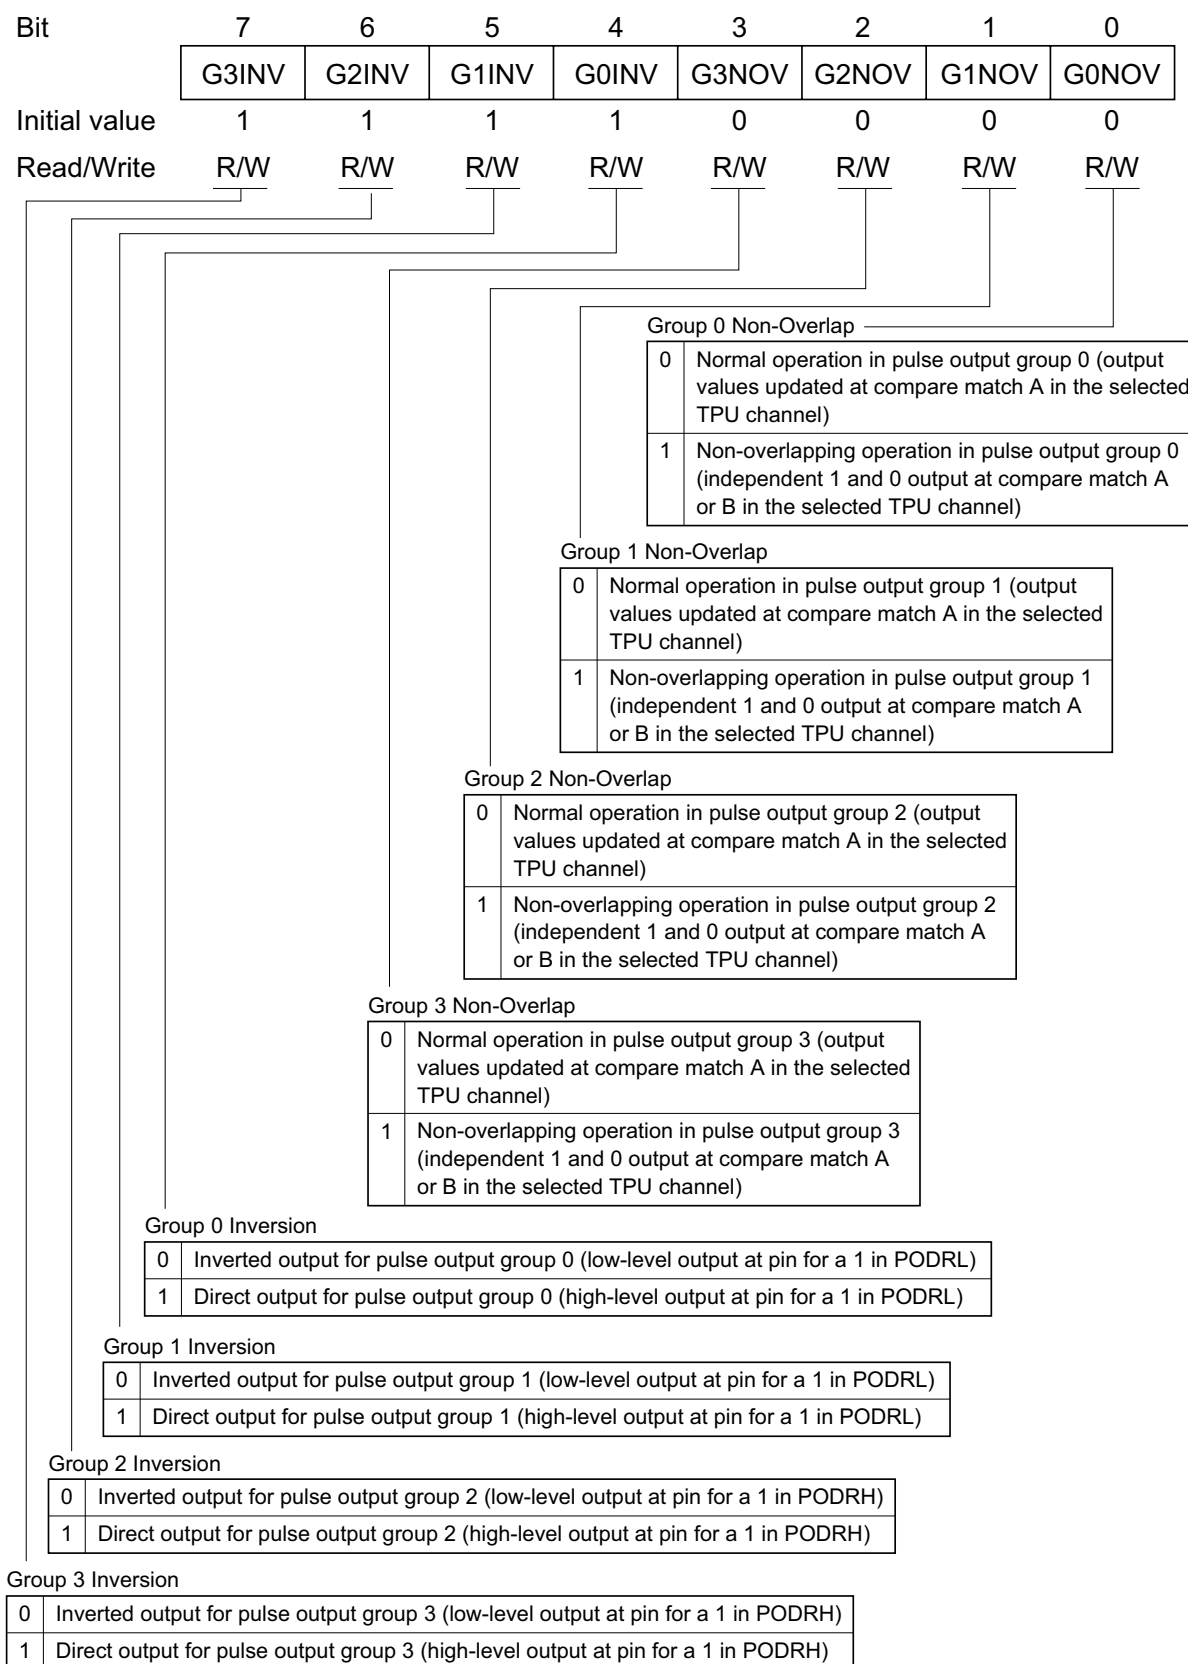 Bit 7 6 5 4 3 2 1 0
G3INV G2INV G1INV G0INV G3NOV G2NOV G1NOV G0NOV
Initial value 1 1 1 1 0 0 0 0
Read/Write R/W R/W R/W R/W R/W R/W R/W R/W
Group 0 Non-Overlap
0 Normal operation in pulse output group 0 (output
values updated at compare match A in the selected
TPU channel)
1 Non-overlapping operation in pulse output group 0
(independent 1 and 0 output at compare match A
or B in the selected TPU channel)
Group 1 Non-Overlap
0 Normal operation in pulse output group 1 (output
values updated at compare match A in the selected
TPU channel)
1 Non-overlapping operation in pulse output group 1
(independent 1 and 0 output at compare match A
or B in the selected TPU channel)
Group 2 Non-Overlap
0 Normal operation in pulse output group 2 (output
values updated at compare match A in the selected
TPU channel)
1 Non-overlapping operation in pulse output group 2
(independent 1 and 0 output at compare match A
or B in the selected TPU channel)
Group 3 Non-Overlap
0 Normal operation in pulse output group 3 (output
values updated at compare match A in the selected
TPU channel)
1 Non-overlapping operation in pulse output group 3
(independent 1 and 0 output at compare match A
or B in the selected TPU channel)
Group 0 Inversion
0 Inverted output for pulse output group 0 (low-level output at pin for a 1 in PODRL)
1 Direct output for pulse output group 0 (high-level output at pin for a 1 in PODRL)
Group 1 Inversion
0 Inverted output for pulse output group 1 (low-level output at pin for a 1 in PODRL)
1 Direct output for pulse output group 1 (high-level output at pin for a 1 in PODRL)
Group 2 Inversion
0 Inverted output for pulse output group 2 (low-level output at pin for a 1 in PODRH)
1 Direct output for pulse output group 2 (high-level output at pin for a 1 in PODRH)
Group 3 Inversion
0 Inverted output for pulse output group 3 (low-level output at pin for a 1 in PODRH)
1 Direct output for pulse output group 3 (high-level output at pin for a 1 in PODRH)